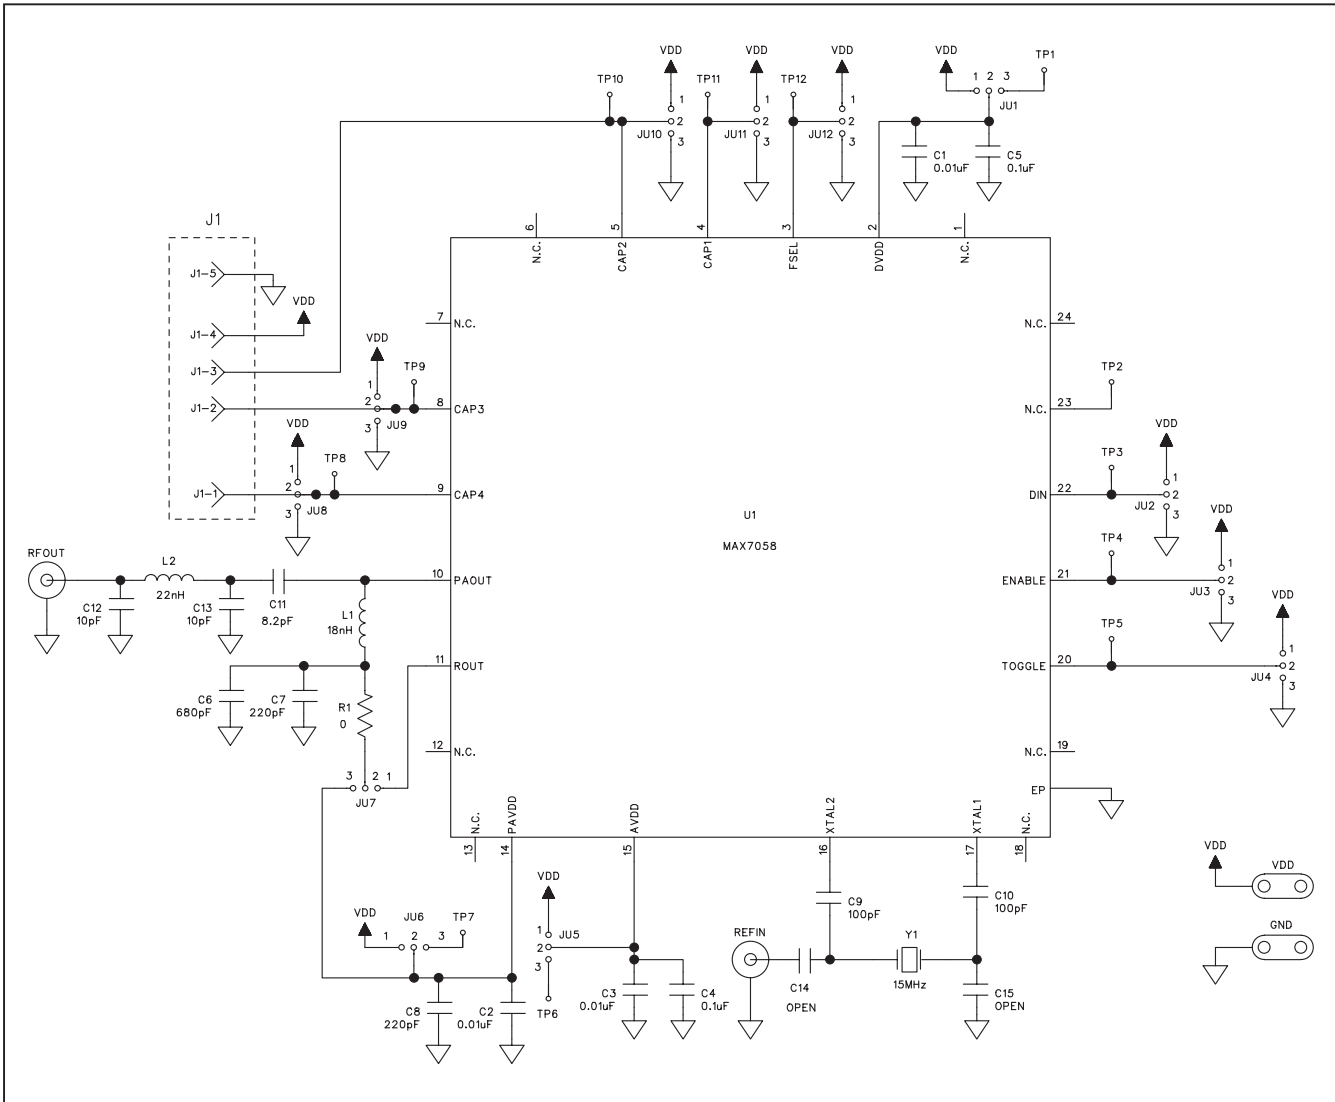 VDD VDD VDD VDD TP1
TP10 TP11 TP12 1 2 3
JU1
1 1 1
2 2 2
JU10 JU11 JU12
3 3 3
C1 C5
0.01uF 0.1uF
J1
6 5 4 3 2 1
N.C. CAP2 CAP1 FSEL DVDD N.C.
J1-5
VDD
J1-4
J1-3
J1-2
J1-1
7 N.C. N.C. 24
VDD
TP9
1
2
3 JU9
8 CAP3
TP2
N.C. 23
VDD
TP8
1
2
3 JU8
9 CAP4
TP3 VDD
DIN 22
1
2
JU2
3
U1
MAX7058
RFOUT
L2
22nH
C12
10pF
C13
10pF
C11
8.2pF
10 PAOUT
L1
18nH
TP4 VDD
ENABLE 21
1
2
JU3
3
11 ROUT
C6
680pF
C7
220pF
R1
0
TP5 VDD
TOGGLE 20
1
2
JU4
3
12 N.C. N.C. 19
3 2 1
JU7
EP
N.C. PAVDD AVDD XTAL2 XTAL1 N.C.
13 14 15 16 17 18
VDD JU6 TP7
1 2 3
VDD
1 JU5
2
3
TP6
C8
220pF
C2
0.01uF
C3
0.01uF
C4
0.1uF
C9
100pF
C10
100pF
REFIN
C14
OPEN
Y1
15MHz
C15
OPEN
VDD VDD
GND